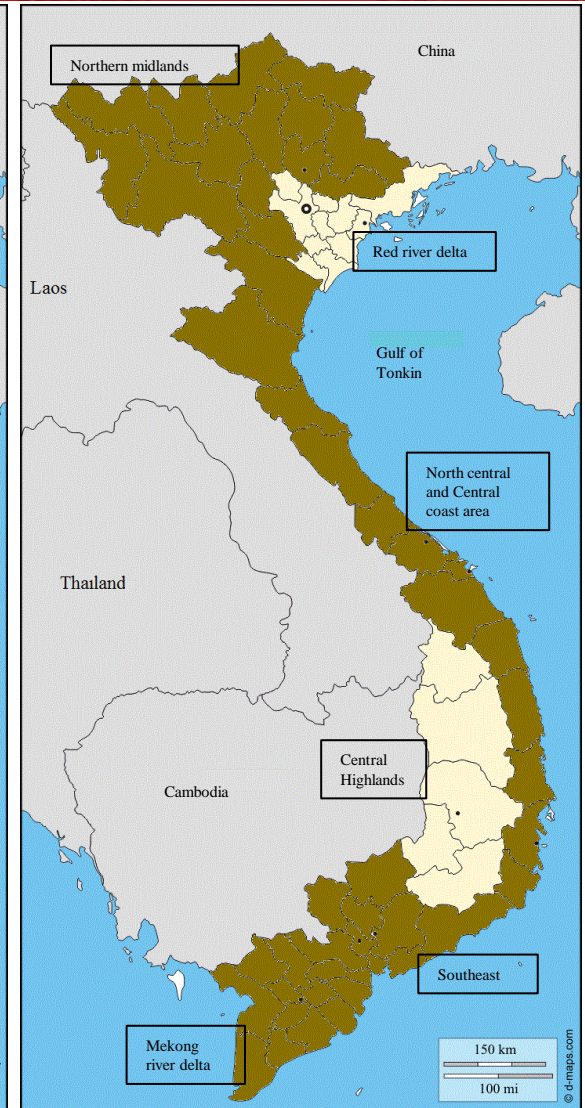 Northern midlands
China
Red river delta
Laos
Gulf of
Tonkin
North central
and Central
coast area
Thailand
Central
Highlands
Cambodia
Southeast
Mekong
river delta
150 km
100 mi
© d-maps.com